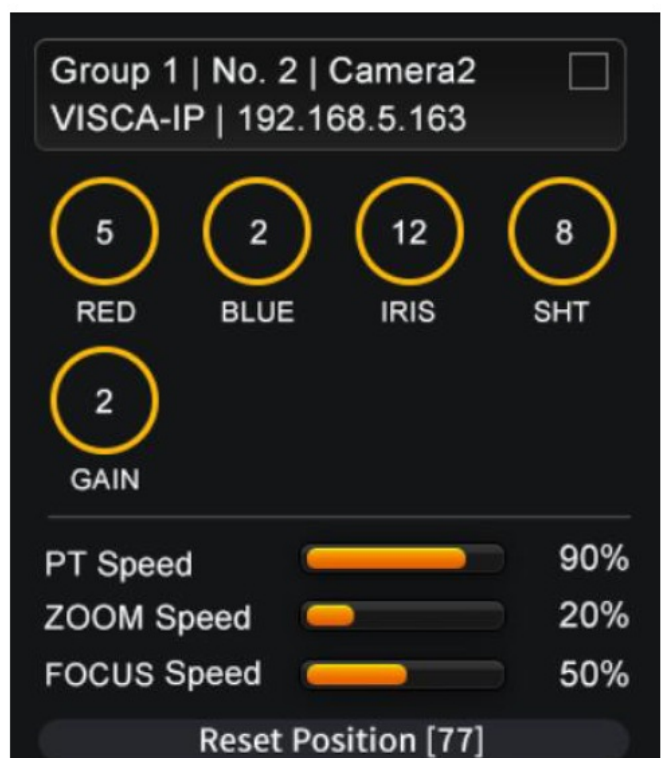 Group 1 | No. 2 | Camera2
VISCA-IP | 192.168.5.163
5 2 12 8
RED BLUE IRIS SHT
2
GAIN
PT Speed 90%
ZOOM Speed 20%
FOCUS Speed 50%
Reset Position [77]